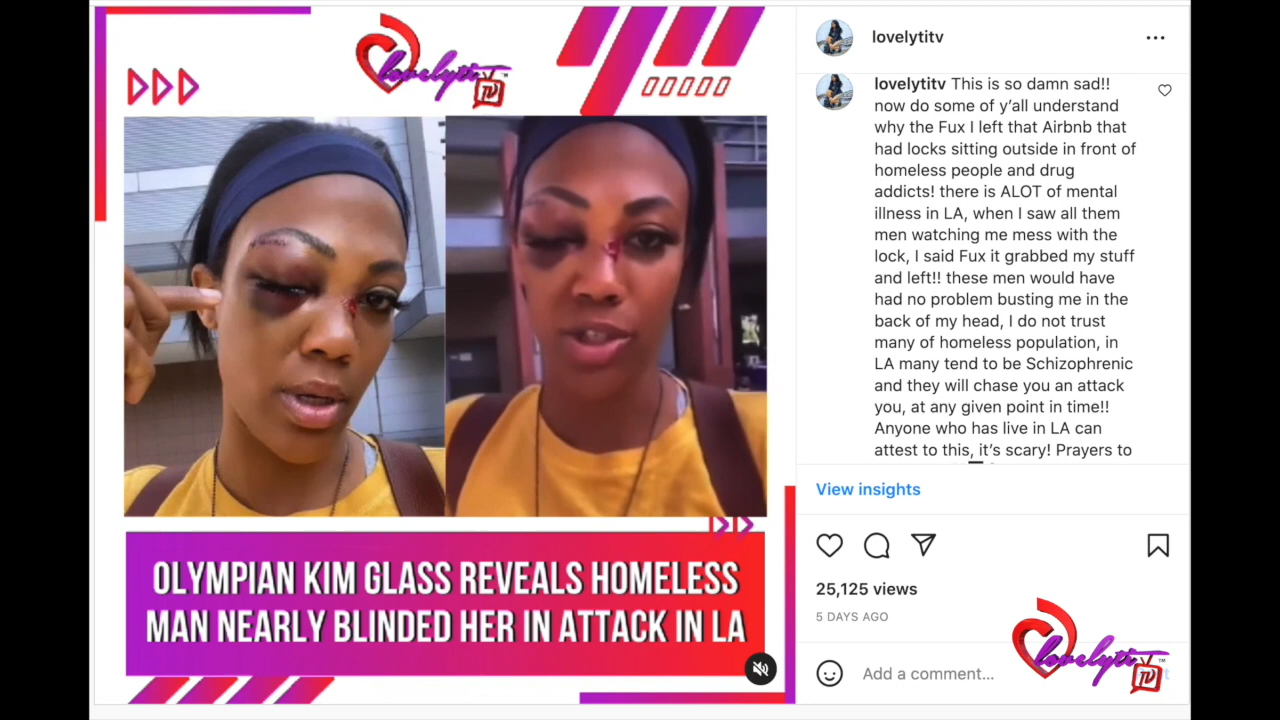 Lovelyti TV™
OLYMPIAN KIM GLASS REVEALS HOMELESS
MAN NEARLY BLINDED HER IN ATTACK IN LA
lovelytitv
lovelytitv This is so damn sad!!
now do some of y’all understand
why the Fux I left that Airbnb that
had locks sitting outside in front of
homeless people and drug
addicts! there is ALOT of mental
illness in LA, when I saw all them
men watching me mess with the
lock, I said Fux it grabbed my stuff
and left!! these men would have
had no problem busting me in the
back of my head, I do not trust
many of homeless population, in
LA many tend to be Schizophrenic
and they will chase you an attack
you, at any given point in time!!
Anyone who has live in LA can
attest to this, it’s scary! Prayers to
View insights
25,125 views
5 DAYS AGO
Add a comment...
Lovelyti TV™